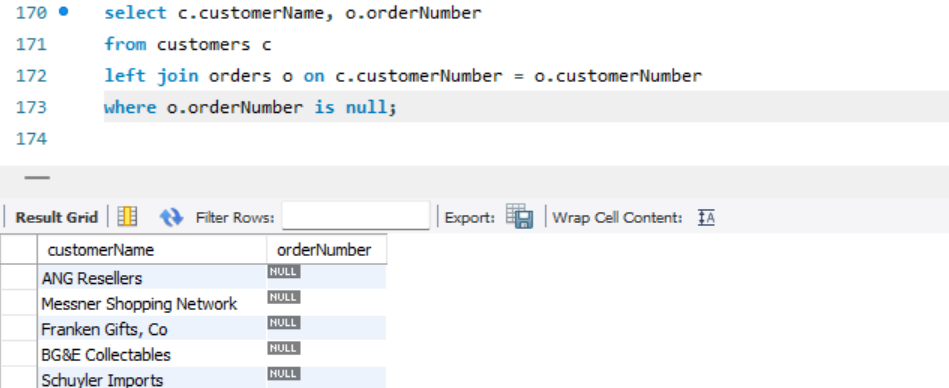 170 select c.customerName, o.orderNumber
171 from customers c
172 left join orders o on c.customerNumber = o.customerNumber
173 where o.orderNumber is null;
174
Result Grid Filter Rows: Export: Wrap Cell Content: IA
customerName orderNumber
ANG Resellers NULL
Messner Shopping Network NULL
Franken Gifts, Co NULL
BG&E Collectables NULL
Schuyler Imports NULL